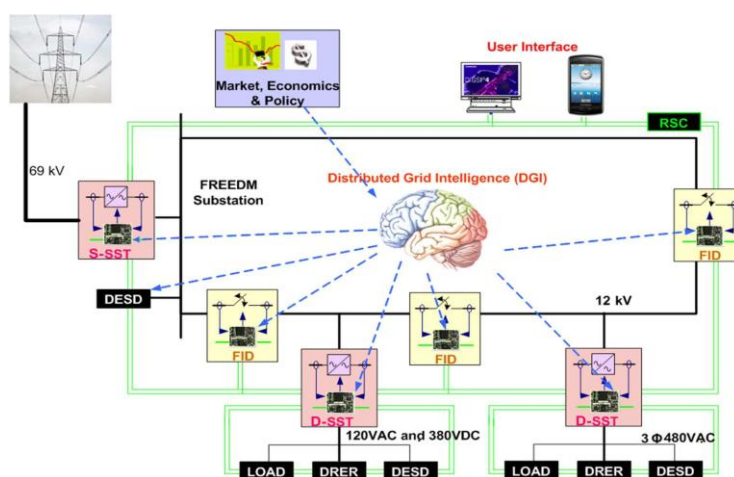 Market, Economics
& Policy
User Interface
RSC
69 kV
FREEDM
Substation
Distributed Grid Intelligence (DGI)
S-SST
FID
DESD
12 kV
FID
FID
D-SST
D-SST
120VAC and 380VDC
3 Φ 480VAC
LOAD
DRER
DESD
LOAD
DRER
DESD